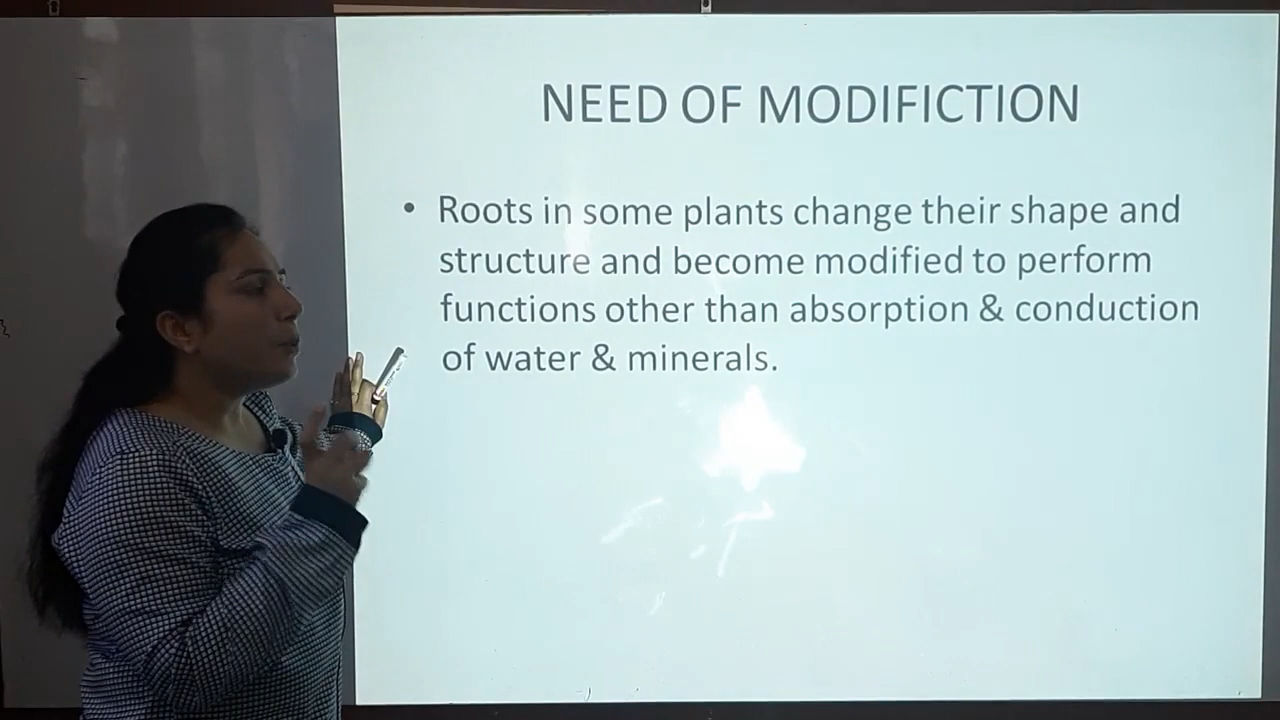 NEED OF MODIFICTION
• Roots in some plants change their shape and
structure and become modified to perform
functions other than absorption & conduction
of water & minerals.